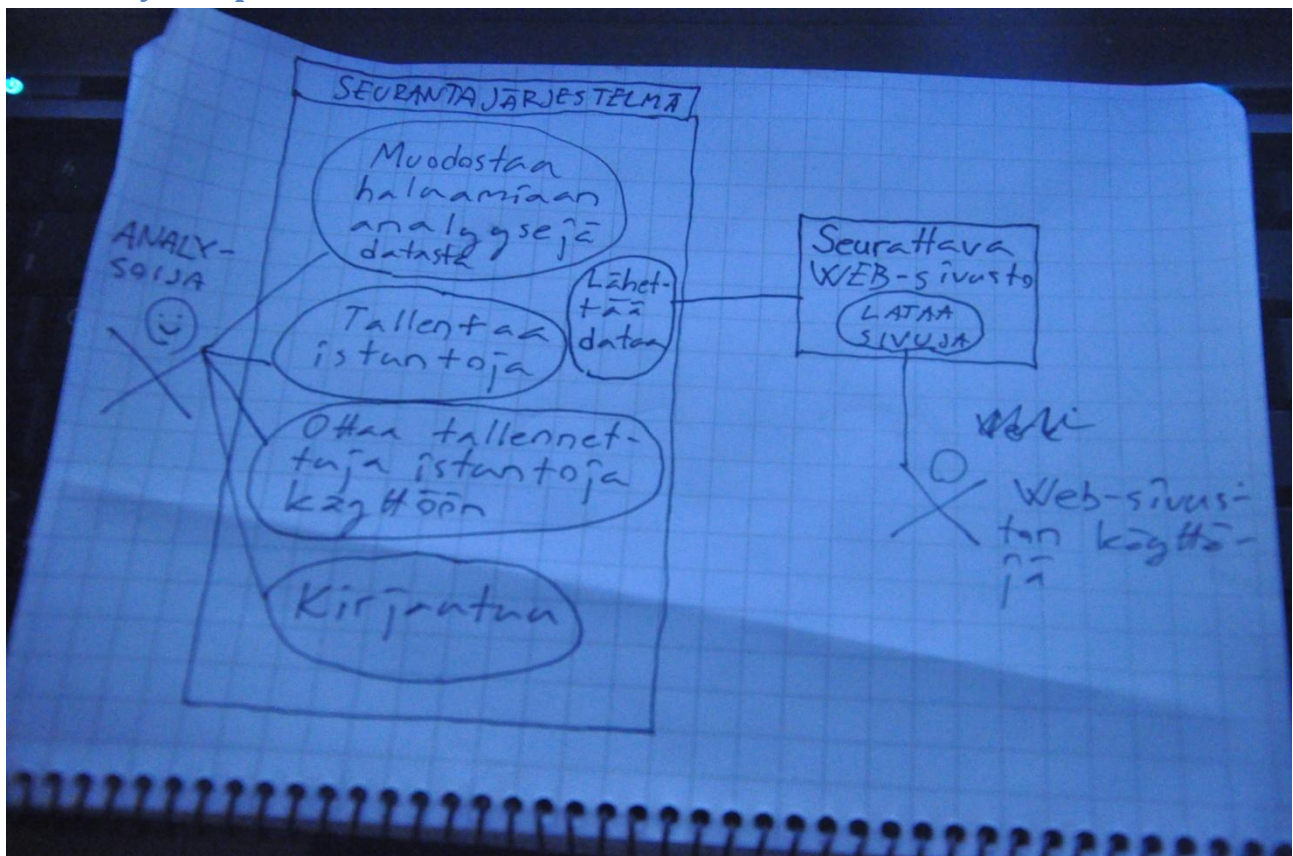 SEURANTAJÄRJESTELMÄ
Muodostaa
haluamiaan
analyysejä
datasta
ANALY-
SOIJA
Tallentaa
istuntoja
Lähet-
tää
dataa
Ottaa tallennet-
tuja istuntoja
käyttöön
Kirjautuu
Seurattava
WEB-sivusto
LATAA
SIVUJA
Web-sivus-
ton käyttä-
jä